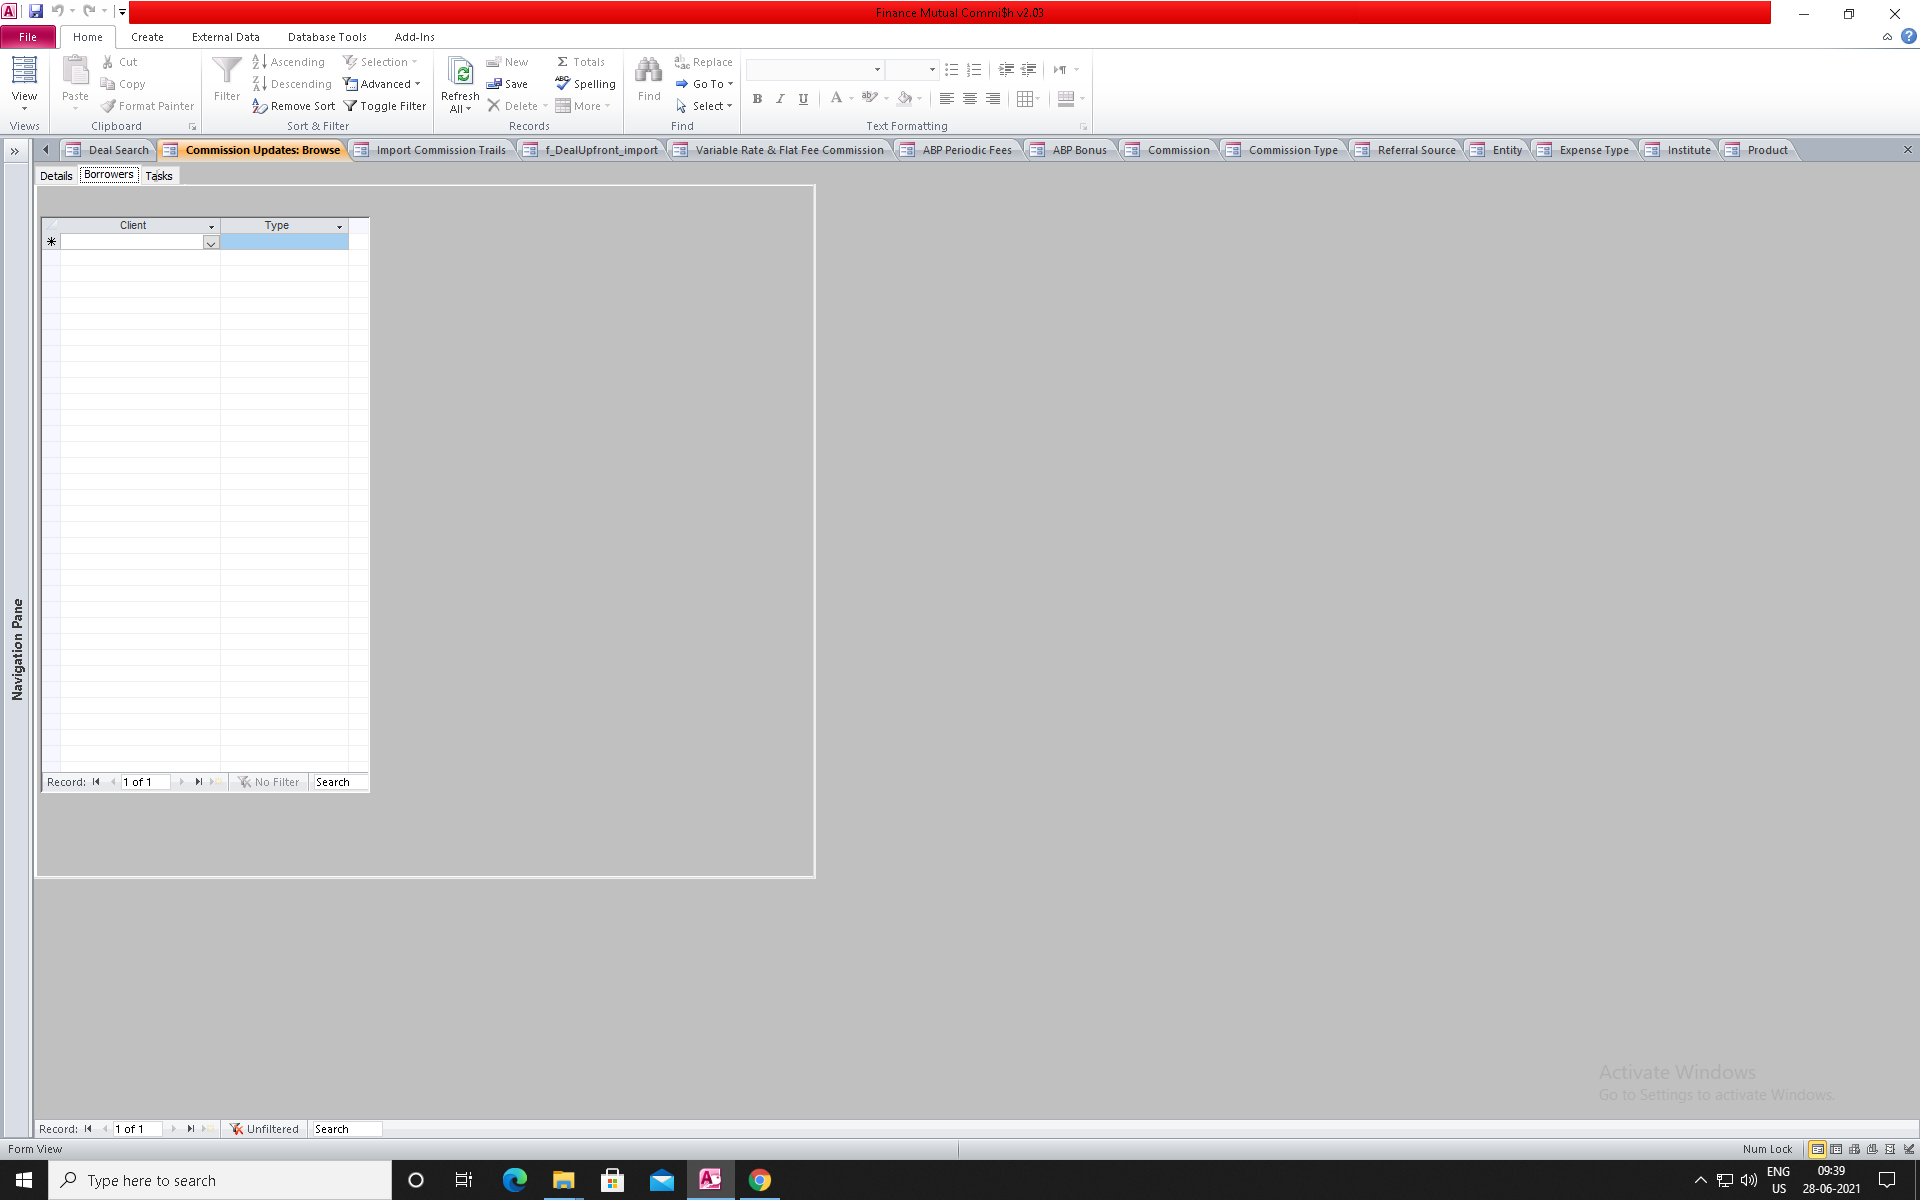 Finance Mutual Commi$h v2.03
File Home Create External Data Database Tools Add-Ins
View Paste Cut Copy Format Painter Filter Ascending Descending Remove Sort Selection Advanced Toggle Filter Refresh All New Save Delete Totals Spelling More Find Replace Go To Select
Views Clipboard Sort & Filter Records Find Text Formatting
Deal Search Commission Updates: Browse Import Commission Trails f_DealUpfront_import Variable Rate & Flat Fee Commission ABP Periodic Fees ABP Bonus Commission Commission Type Referral Source Entity Expense Type Institute Product
Details Borrowers Tasks
Client Type
Navigation Pane
Record: 1 of 1 No Filter Search
Activate Windows
Go to Settings to activate Windows.
Record: 1 of 1 Unfiltered Search
Form View Num Lock
Type here to search
ENG
US
09:39
28-06-2021